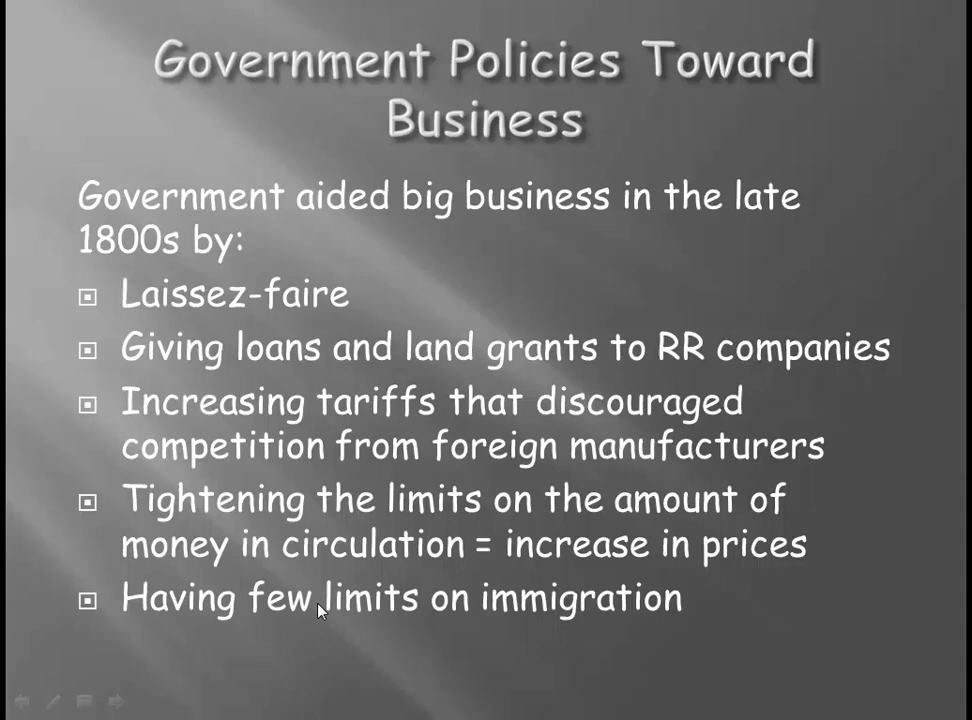 Government Policies Toward
Business
Government aided big business in the late
1800s by:
Laissez-faire
Giving loans and land grants to RR companies
Increasing tariffs that discouraged
competition from foreign manufacturers
Tightening the limits on the amount of
money in circulation = increase in prices
Having few limits on immigration